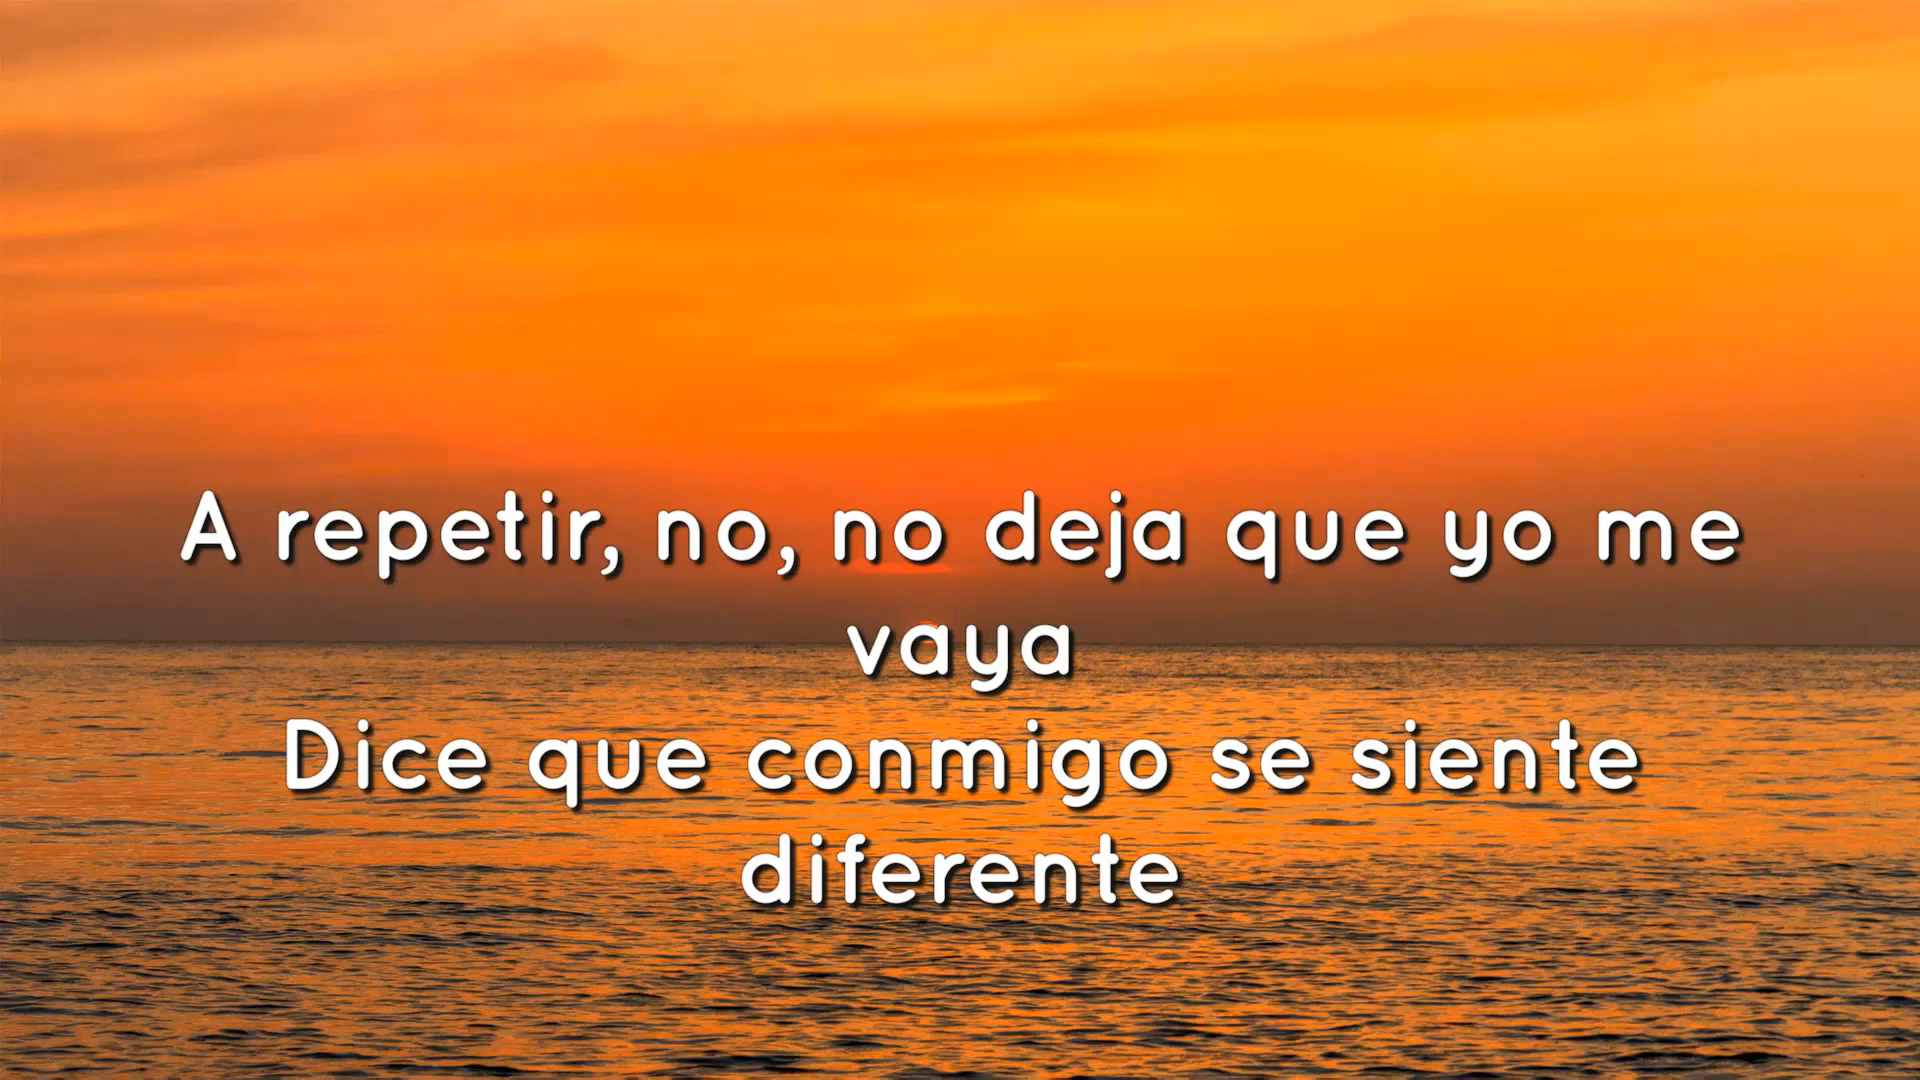 A repetir, no, no deja que yo me
vaya
Dice que conmigo se siente
diferente